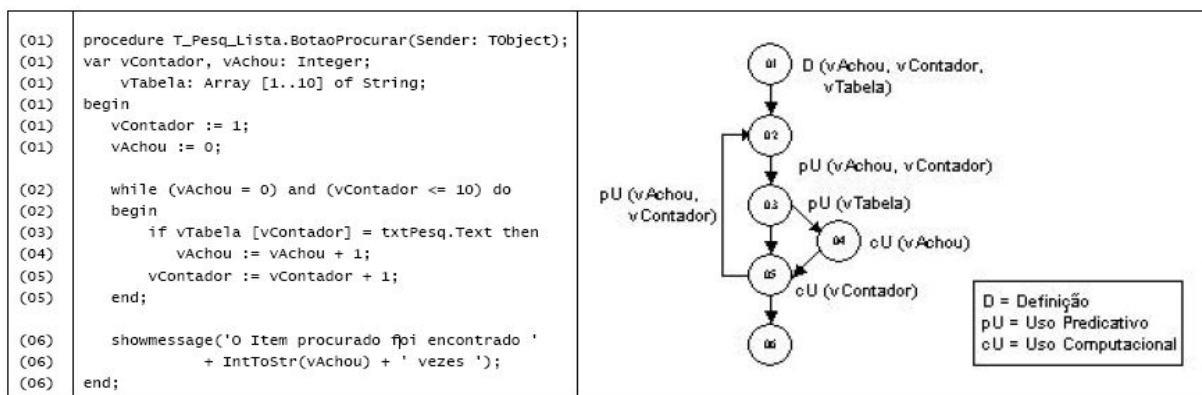 (01) procedure T_Pesq_Lista.BotaoProcurar(Sender: TObject);
(01) var vContador, vAchou: Integer;
(01) vTabela: Array [1..10] of String;
(01) begin
(01) vContador := 1;
(01) vAchou := 0;
(02) while (vAchou = 0) and (vContador <= 10) do
(02) begin
(03) if vTabela [vContador] = txtPesq.Text then
(04) vAchou := vAchou + 1;
(05) vContador := vContador + 1;
(05) end;
(06) showmessage('O Item procurado foi encontrado '
(06) + IntToStr(vAchou) + ' vezes ');
(06) end;
01
D (vAchou, vContador,
vTabela)
02
pU (vAchou, vContador)
pU (vAchou,
vContador)
03
pU (vTabela)
04
cU (vAchou)
05
cU (vContador)
06
D = Definição
pU = Uso Predicativo
cU = Uso Computacional